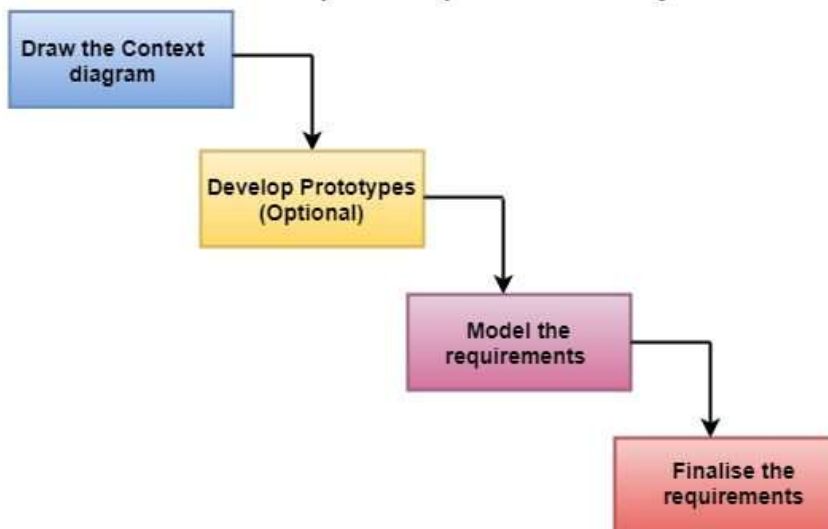 Draw the Context
diagram
Develop Prototypes
(Optional)
Model the
requirements
Finalise the
requirements